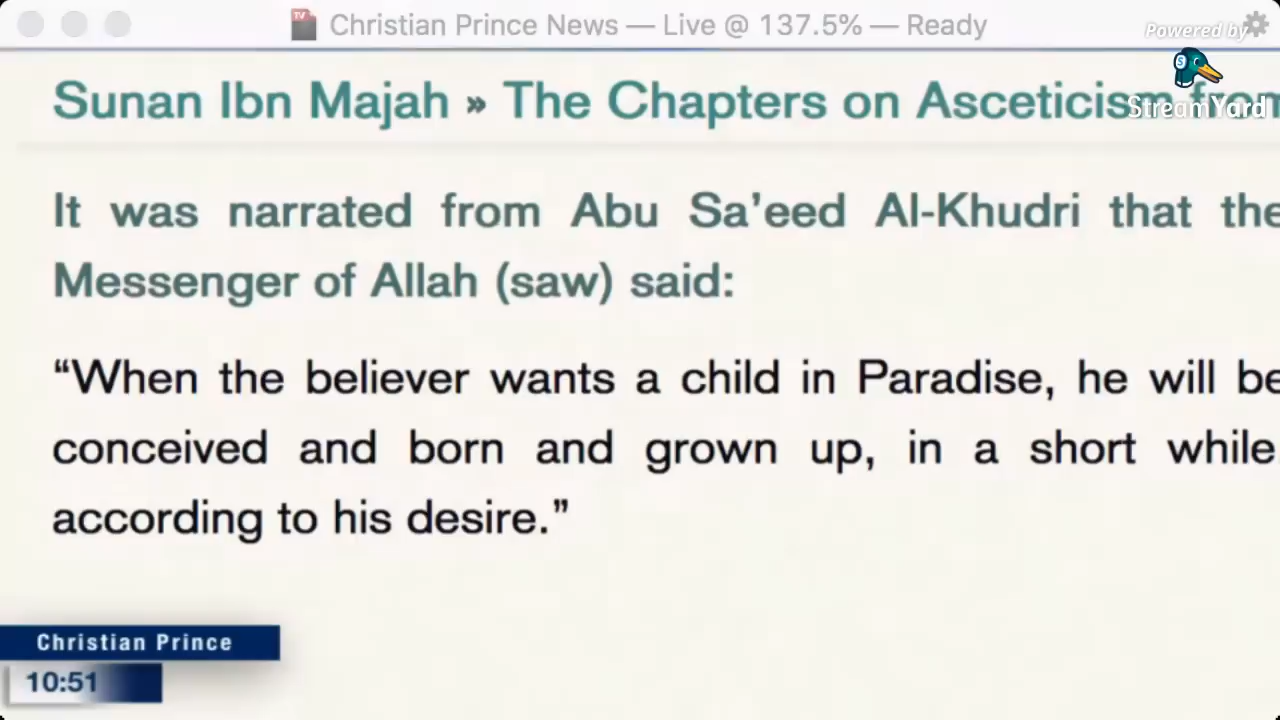 TV
Christian Prince News — Live @ 137.5% — Ready
Powered by
S
StreamYard
Sunan Ibn Majah » The Chapters on Asceticism from
It was narrated from Abu Sa’eed Al-Khudri that the
Messenger of Allah (saw) said:
“When the believer wants a child in Paradise, he will be
conceived and born and grown up, in a short while
according to his desire.”
Christian Prince
10:51